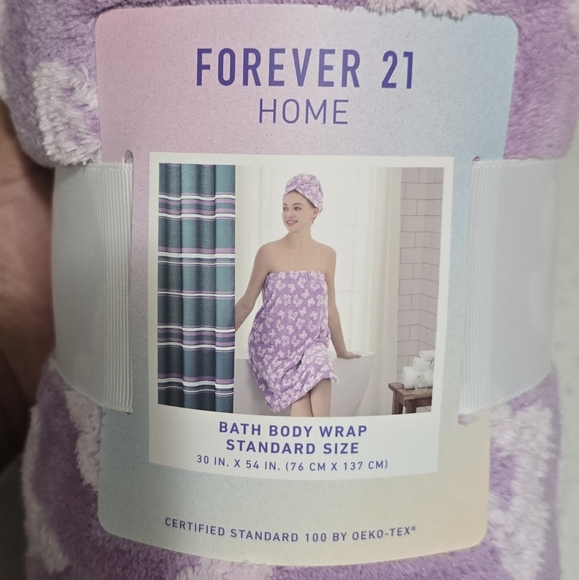 FOREVER 21
HOME
BATH BODY WRAP
STANDARD SIZE
30 IN. X 54 IN. (76 CM X 137 CM)
CERTIFIED STANDARD 100 BY OEKO-TEX®